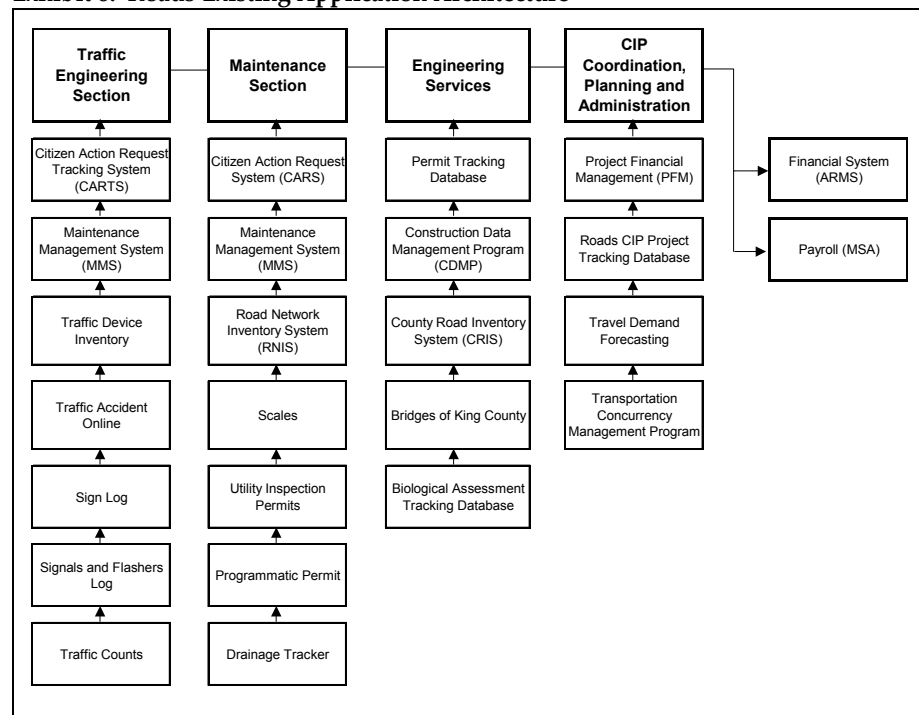 Exhibit 6. Roads Existing Application Architecture
Traffic
Engineering
Section
Maintenance
Section
Engineering
Services
CIP
Coordination,
Planning and
Administration
Citizen Action Request
Tracking System
(CARTS)
Citizen Action Request
System (CARS)
Permit Tracking
Database
Project Financial
Management (PFM)
Financial System
(ARMS)
Maintenance
Management System
(MMS)
Maintenance
Management System
(MMS)
Construction Data
Management Program
(CDMP)
Roads CIP Project
Tracking Database
Payroll (MSA)
Traffic Device
Inventory
Road Network
Inventory System
(RNIS)
County Road Inventory
System (CRIS)
Travel Demand
Forecasting
Traffic Accident
Online
Scales
Bridges of King County
Transportation
Concurrency
Management Program
Sign Log
Utility Inspection
Permits
Biological Assessment
Tracking Database
Signals and Flashers
Log
Programmatic Permit
Traffic Counts
Drainage Tracker